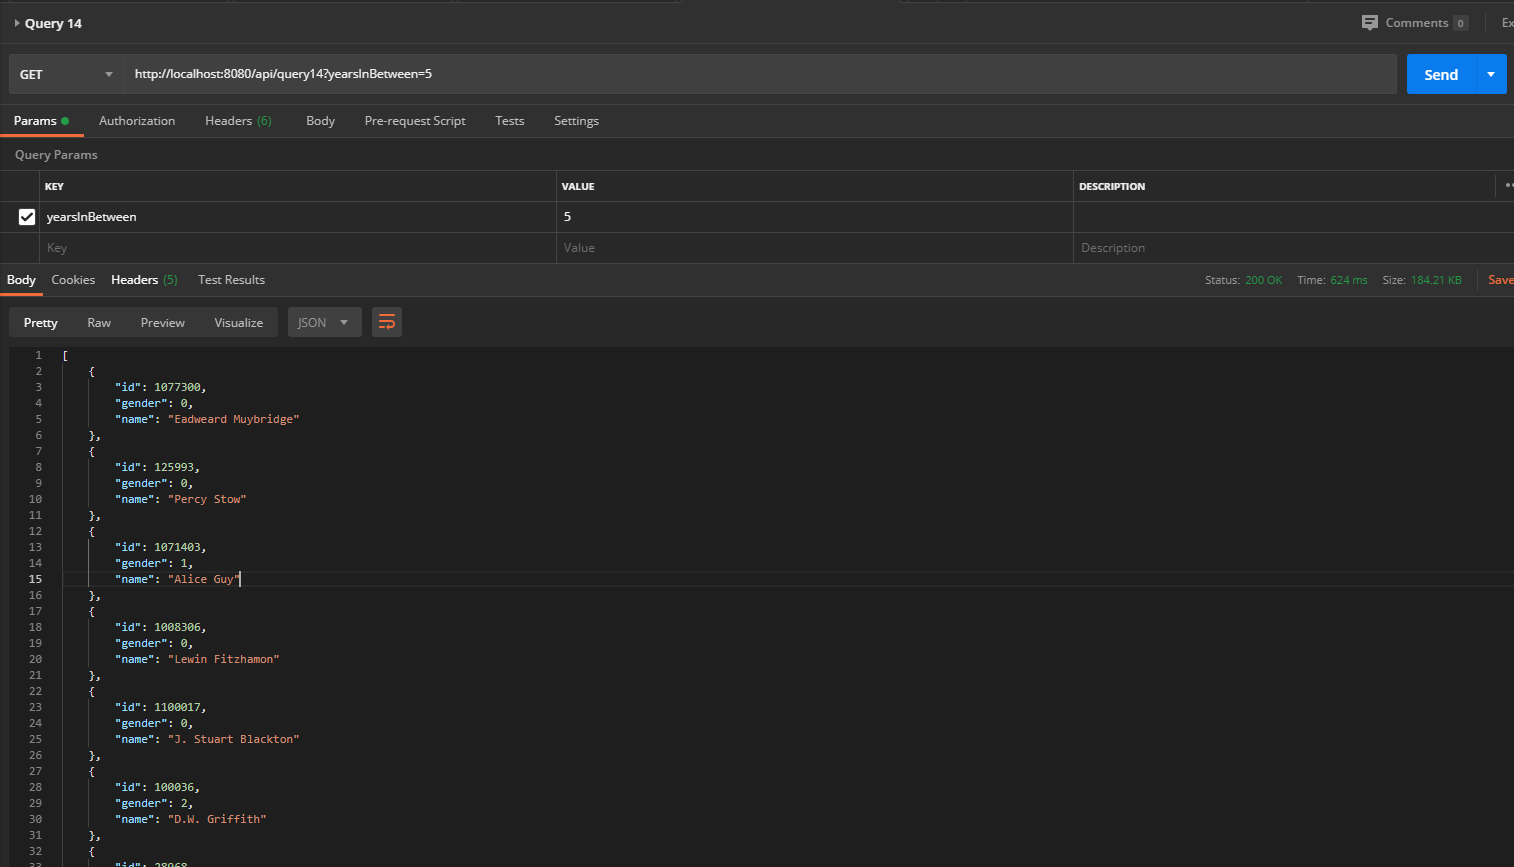 Query 14
Comments 0
GET http://localhost:8080/api/query14?yearsInBetween=5 Send
Params Authorization Headers (6) Body Pre-request Script Tests Settings
Query Params
KEY VALUE DESCRIPTION
yearsInBetween 5
Key Value Description
Body Cookies Headers (5) Test Results Status: 200 OK Time: 624 ms Size: 184.21 KB Save
Pretty Raw Preview Visualize JSON
1 [
2 {
3 "id": 1077300,
4 "gender": 0,
5 "name": "Eadweard Muybridge"
6 },
7 {
8 "id": 125993,
9 "gender": 0,
10 "name": "Percy Stow"
11 },
12 {
13 "id": 1071403,
14 "gender": 1,
15 "name": "Alice Guy"
16 },
17 {
18 "id": 1008306,
19 "gender": 0,
20 "name": "Lewin Fitzhamon"
21 },
22 {
23 "id": 1100017,
24 "gender": 0,
25 "name": "J. Stuart Blackton"
26 },
27 {
28 "id": 100036,
29 "gender": 2,
30 "name": "D.W. Griffith"
31 },
32 {
33 "id": 28968